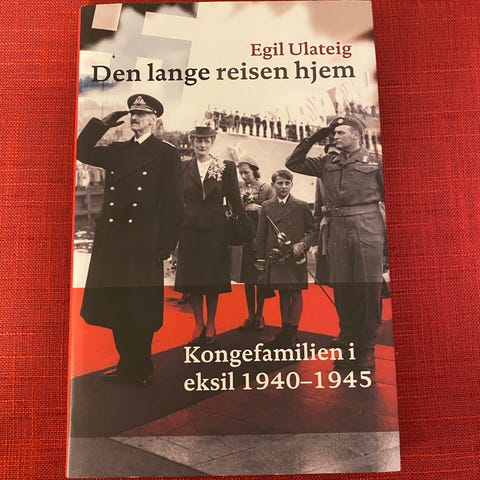 Egil Ulateig
Den lange reisen hjem
Kongefamilien i
eksil 1940–1945